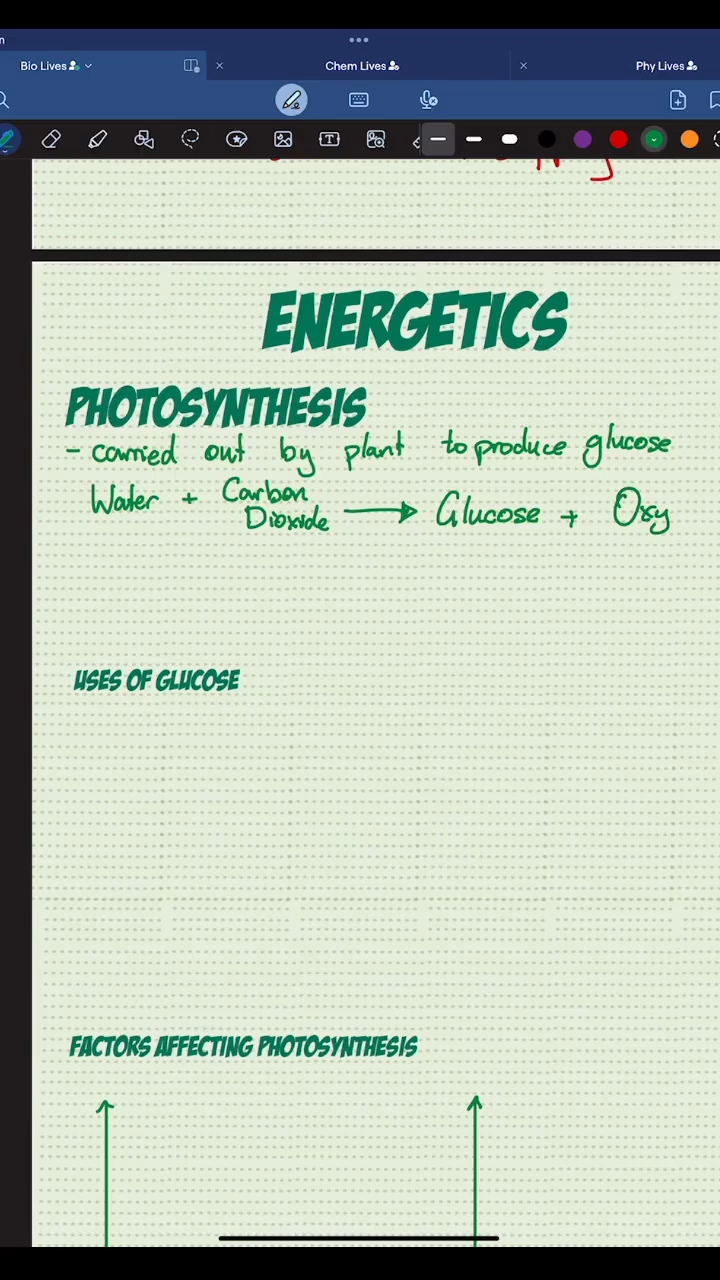 Bio Lives
Chem Lives
Phy Lives
ENERGETICS
PHOTOSYNTHESIS
- carried out by plant to produce glucose
Water + Carbon Dioxide → Glucose + Oxy
USES OF GLUCOSE
FACTORS AFFECTING PHOTOSYNTHESIS